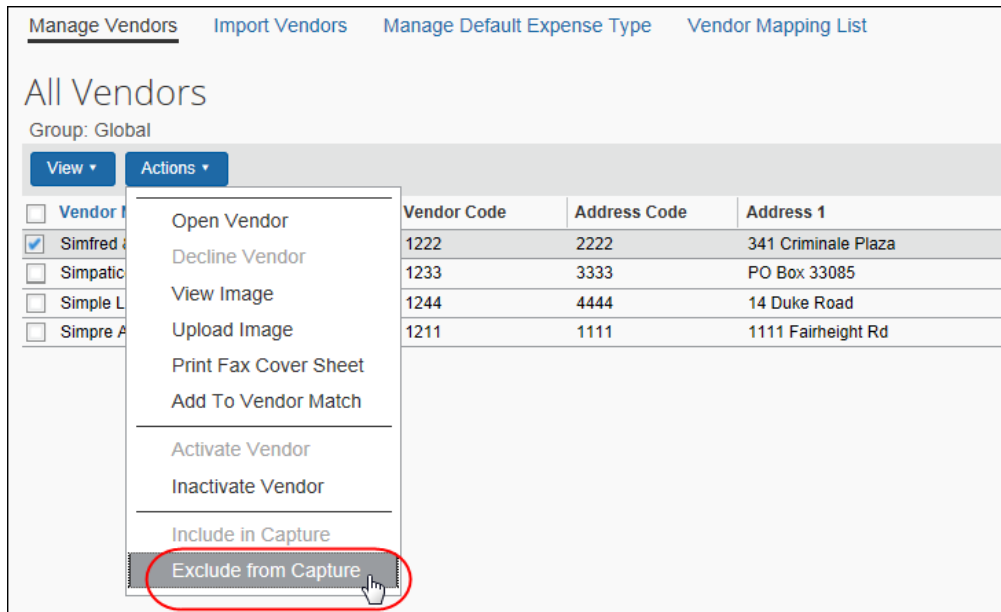 Manage Vendors Import Vendors Manage Default Expense Type Vendor Mapping List
All Vendors
Group: Global
View Actions
Vendor Vendor Code Address Code Address 1
Simfred 1222 2222 341 Criminale Plaza
Simpatic 1233 3333 PO Box 33085
Simple L 1244 4444 14 Duke Road
Simpre A 1211 1111 1111 Fairheight Rd
Open Vendor
Decline Vendor
View Image
Upload Image
Print Fax Cover Sheet
Add To Vendor Match
Activate Vendor
Inactivate Vendor
Include in Capture
Exclude from Capture